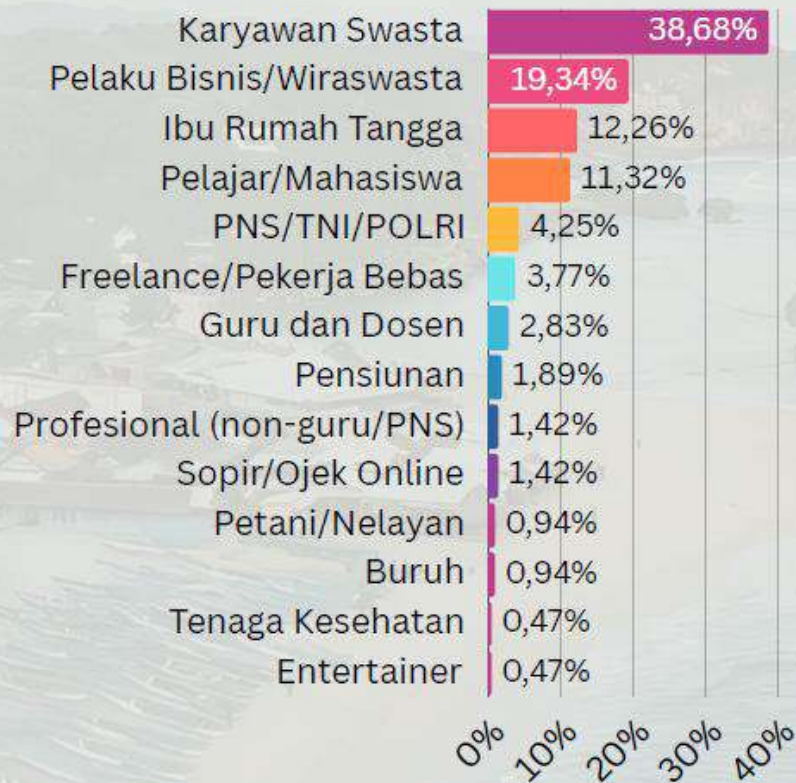 Karyawan Swasta 38,68%
Pelaku Bisnis/Wiraswasta 19,34%
Ibu Rumah Tangga 12,26%
Pelajar/Mahasiswa 11,32%
PNS/TNI/POLRI 4,25%
Freelance/Pekerja Bebas 3,77%
Guru dan Dosen 2,83%
Pensiunan 1,89%
Profesional (non-guru/PNS) 1,42%
Sopir/Ojek Online 1,42%
Petani/Nelayan 0,94%
Buruh 0,94%
Tenaga Kesehatan 0,47%
Entertainer 0,47%
0% 10% 20% 30% 40%